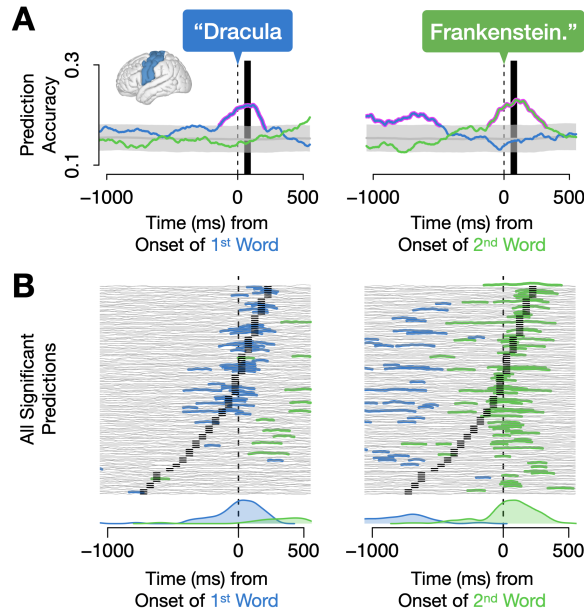 A
“Dracula
Frankenstein.”
Prediction
Accuracy
0.3
0.1
−1000
0
500
Time (ms) from
Onset of 1st Word
−1000
0
500
Time (ms) from
Onset of 2nd Word
B
All Significant
Predictions
−1000
0
500
Time (ms) from
Onset of 1st Word
−1000
0
500
Time (ms) from
Onset of 2nd Word